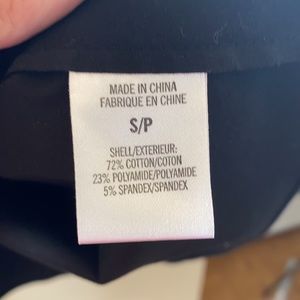 MADE IN CHINA
FABRIQUE EN CHINE
S/P
SHELL/EXTERIEUR:
72% COTTON/COTON
23% POLYAMIDE/POLYAMIDE
5% SPANDEX/SPANDEX